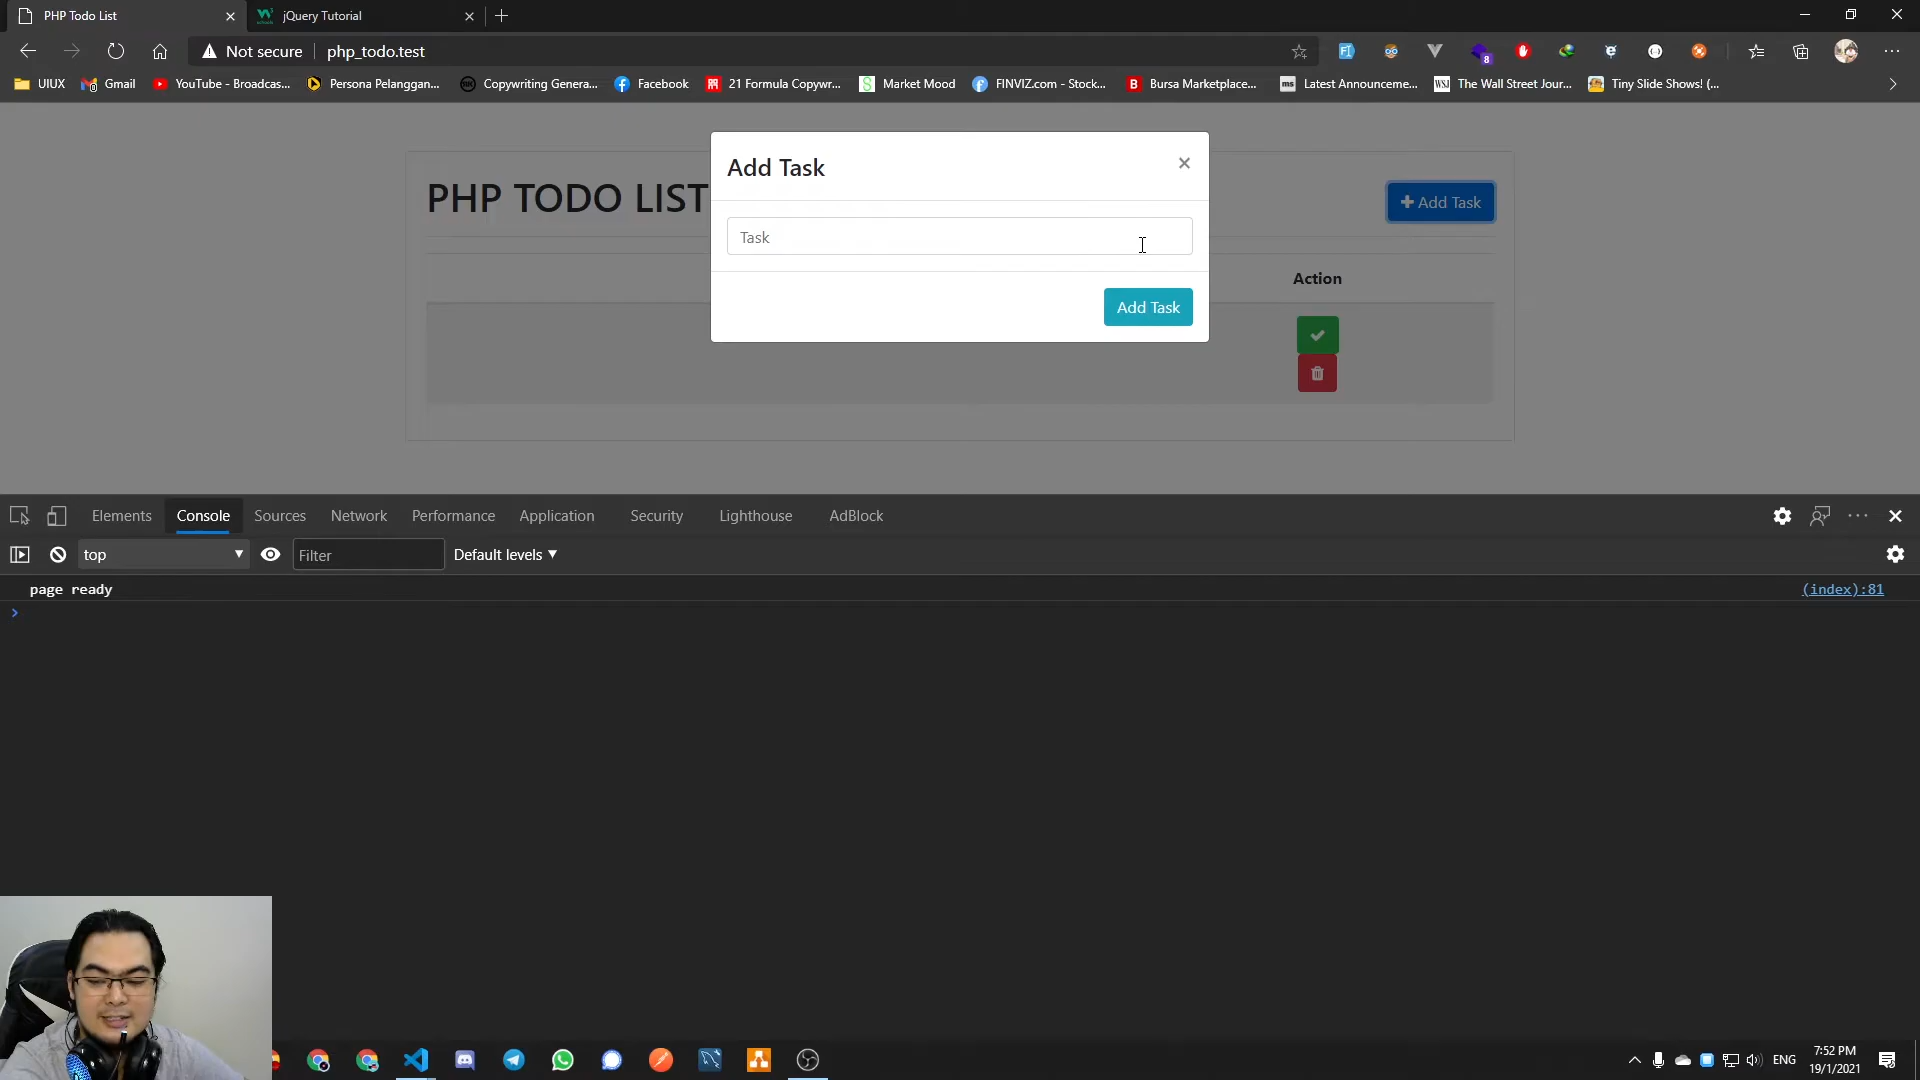 PHP Todo List
jQuery Tutorial
Not secure
php_todo.test
8
UIUX
Gmail
YouTube - Broadcas...
Persona Pelanggan...
Copywriting Genera...
Facebook
21 Formula Copywr...
Market Mood
FINVIZ.com - Stock...
Bursa Marketplace...
Latest Announceme...
The Wall Street Jour...
Tiny Slide Shows! (...
Add Task
PHP TODO LIST
Add Task
Task
Action
Add Task
Elements
Console
Sources
Network
Performance
Application
Security
Lighthouse
AdBlock
top
Filter
Default levels
page ready
(index):81
ENG
7:52 PM
19/1/2021